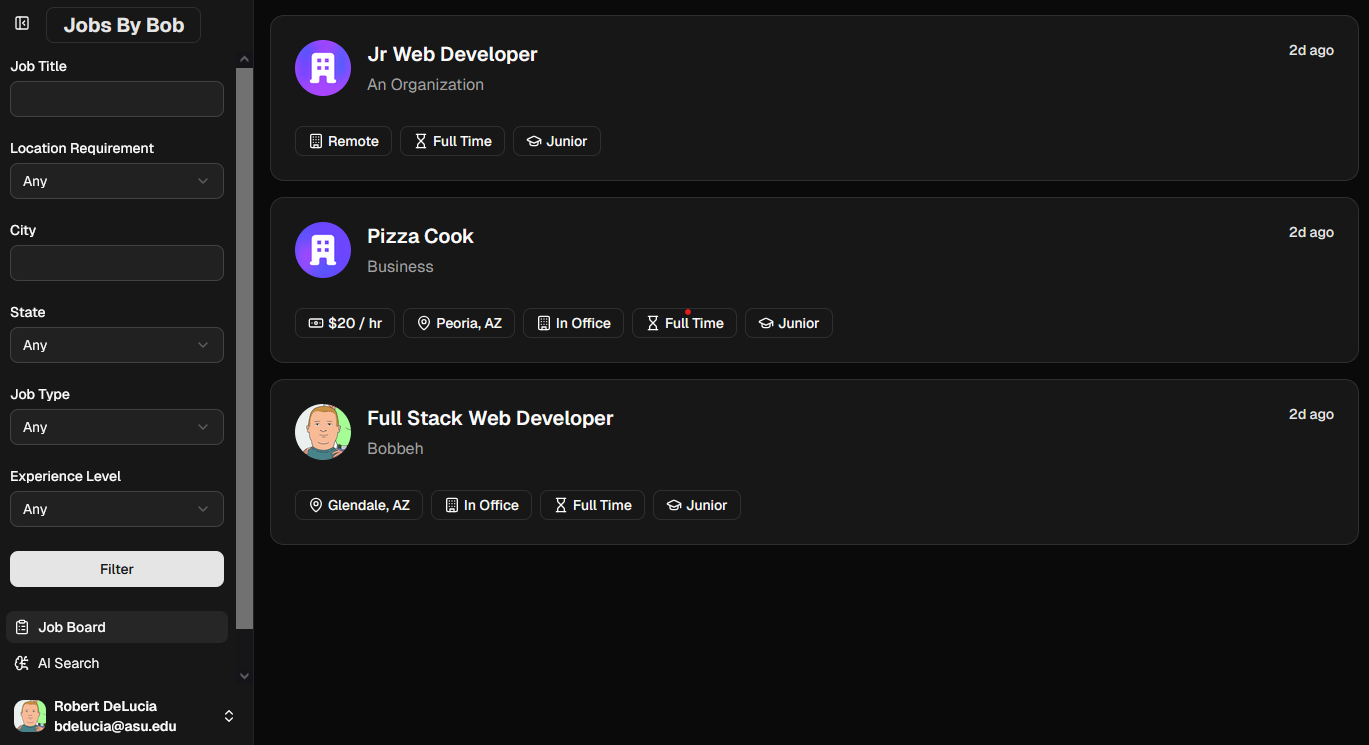 Jobs By Bob
Job Title
Location Requirement
Any
City
State
Any
Job Type
Any
Experience Level
Any
Filter
Job Board
AI Search
Robert DeLucia
bdelucia@asu.edu
Jr Web Developer
2d ago
An Organization
Remote
Full Time
Junior
Pizza Cook
2d ago
Business
$20 / hr
Peoria, AZ
In Office
Full Time
Junior
Full Stack Web Developer
2d ago
Bobbeh
Glendale, AZ
In Office
Full Time
Junior